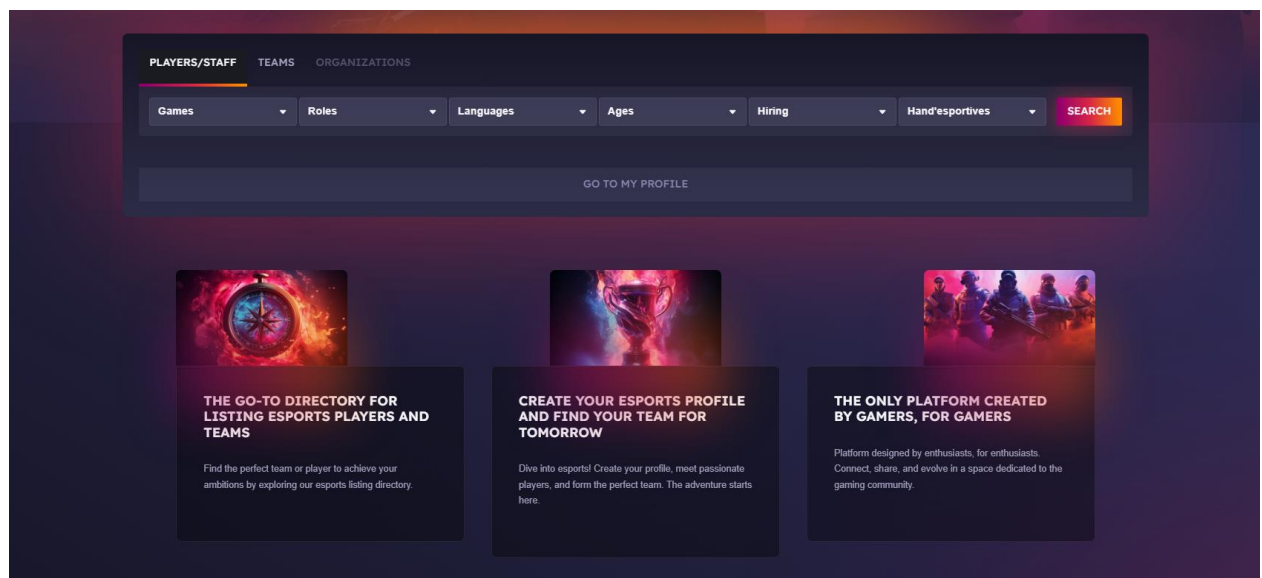 PLAYERS/STAFF TEAMS ORGANIZATIONS
Games Roles Languages Ages Hiring Hand'esportives SEARCH
GO TO MY PROFILE
THE GO-TO DIRECTORY FOR
LISTING ESPORTS PLAYERS AND
TEAMS
Find the perfect team or player to achieve your
ambitions by exploring our esports listing directory.
CREATE YOUR ESPORTS PROFILE
AND FIND YOUR TEAM FOR
TOMORROW
Dive into esports! Create your profile, meet passionate
players, and form the perfect team. The adventure starts
here.
THE ONLY PLATFORM CREATED
BY GAMERS, FOR GAMERS
Platform designed by enthusiasts, for enthusiasts.
Connect, share, and evolve in a space dedicated to the
gaming community.